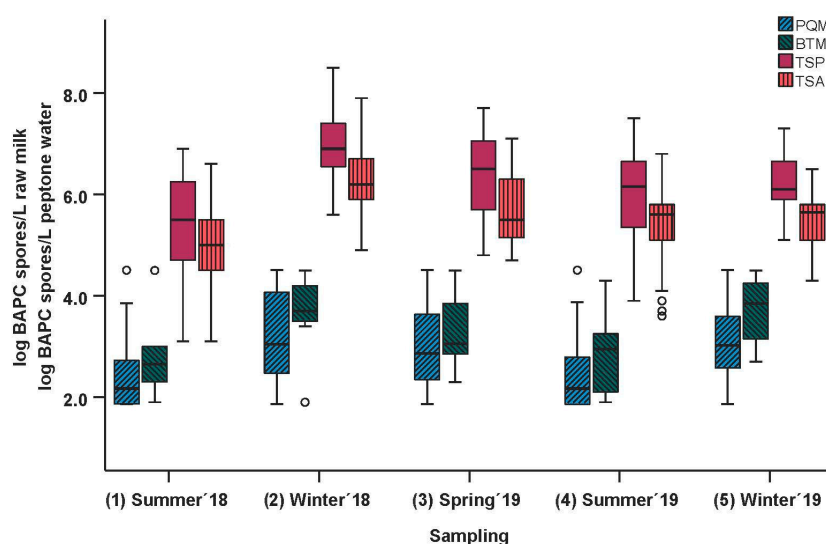 PQM
BTM
TSP
TSA
log BAPC spores/L raw milk
log BAPC spores/L peptone water
8.0
6.0
4.0
2.0
(1) Summer´18
(2) Winter´18
(3) Spring´19
(4) Summer´19
(5) Winter´19
Sampling